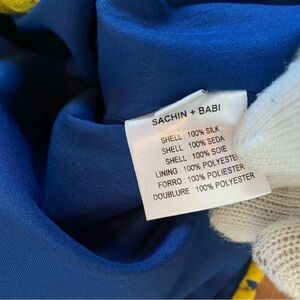 SACHIN + BABI
SHELL : 100% SILK
SHELL : 100% SEDA
SHELL : 100% SOIE
LINING : 100% POLYESTER
FORRO : 100% POLYESTER
DOUBLURE : 100% POLYESTER